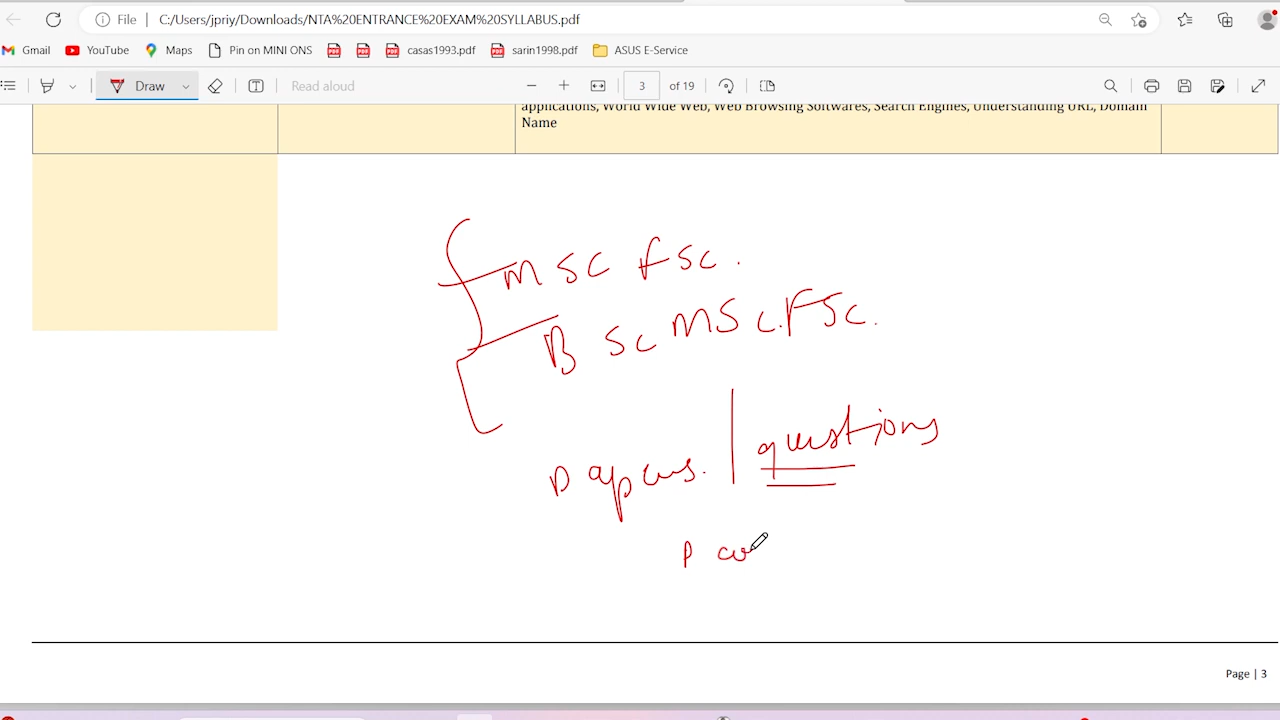 File C:/Users/jpriy/Downloads/NTA%20ENTRANCE%20EXAM%20SYLLABUS.pdf
Gmail YouTube Maps Pin on MINI ONS casas1993.pdf sarin1998.pdf ASUS E-Service
Draw Read aloud 3 of 19
applications, World Wide Web, Web Browsing Softwares, Search Engines, Understanding URL, Domain
Name
MSC FSC.
B Sc MSc. FSc.
papers. | questions
Page | 3